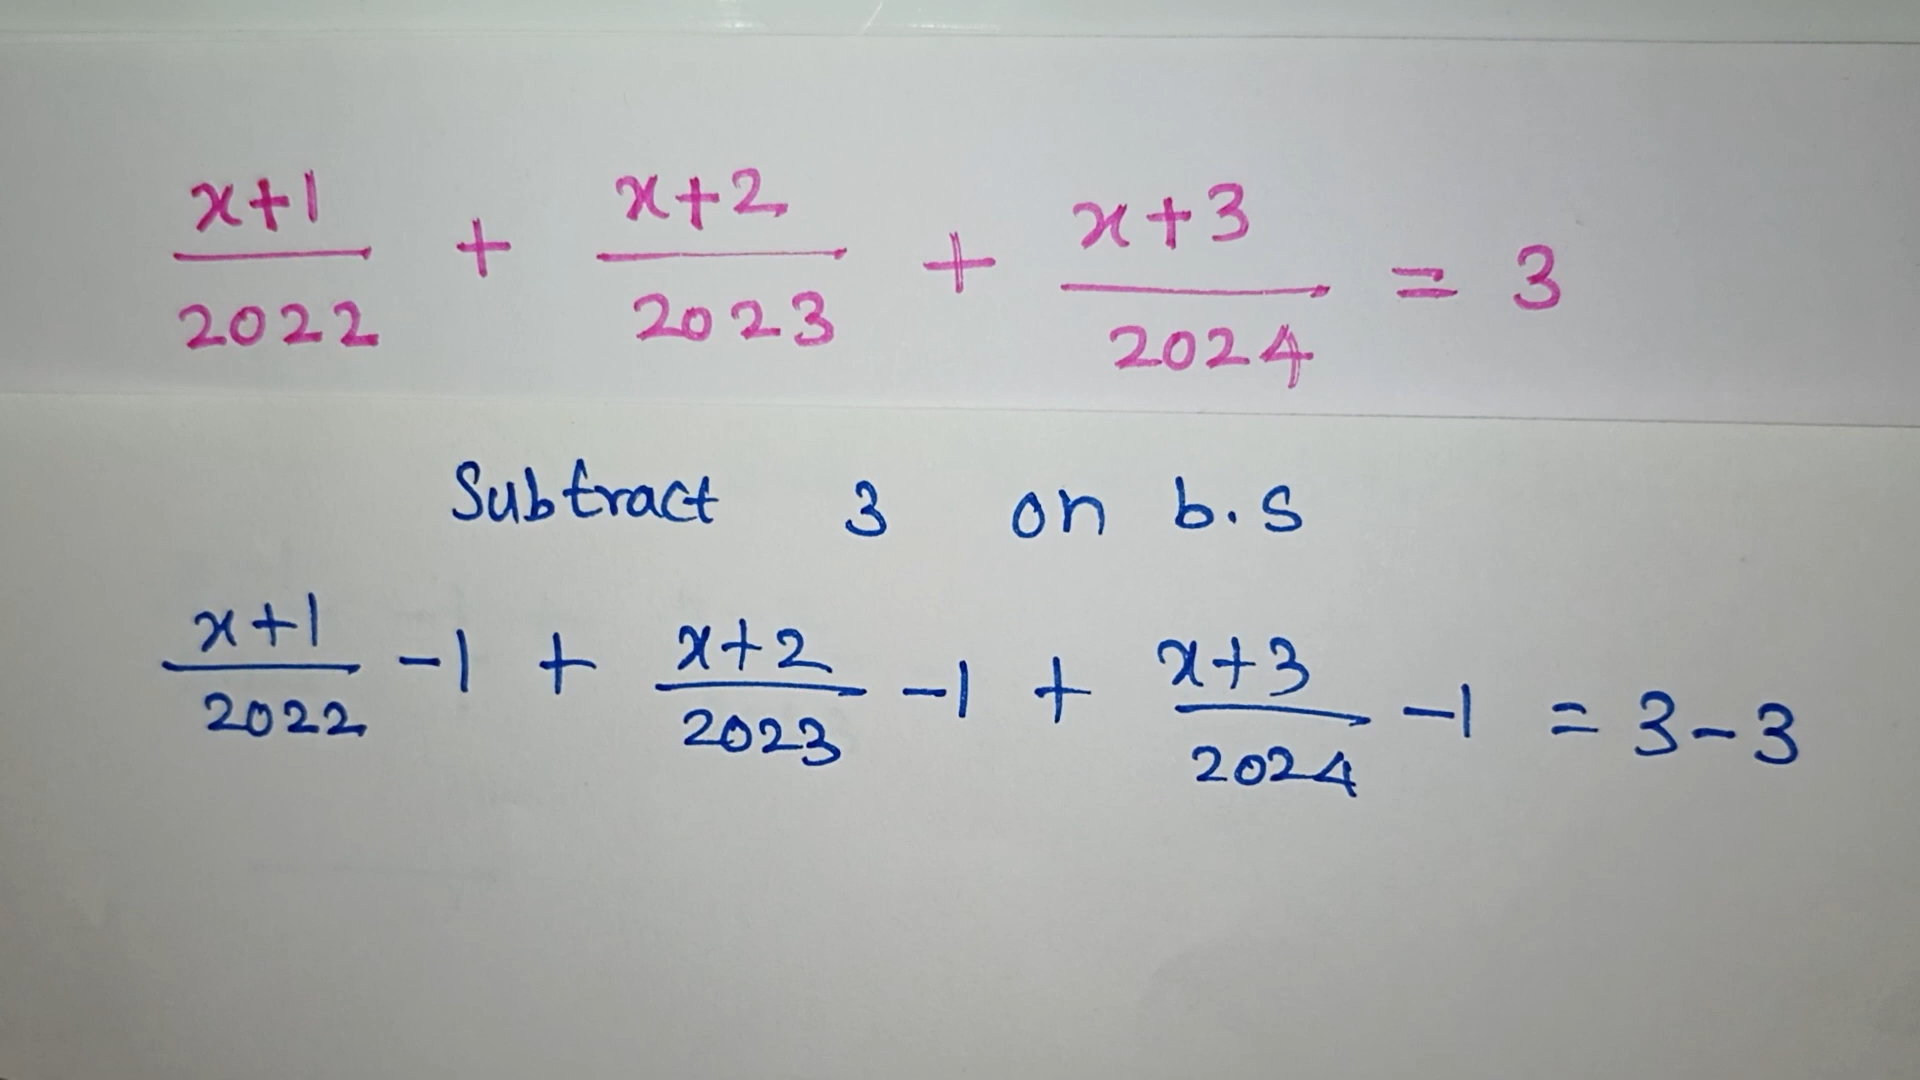 x+1/2022 + x+2/2023 + x+3/2024 = 3
Subtract 3 on b.s
x+1/2022 -1 + x+2/2023 -1 + x+3/2024 -1 = 3-3